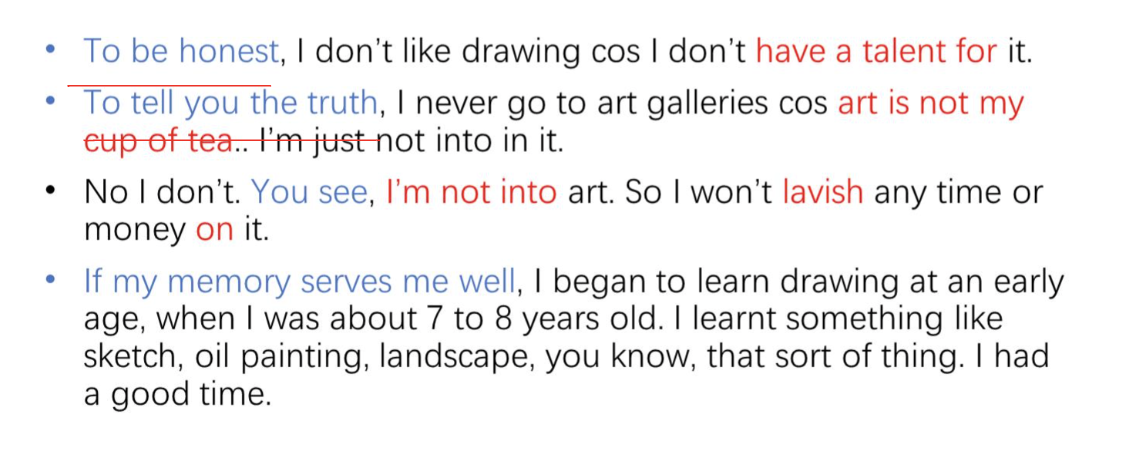 • To be honest, I don't like drawing cos I don't have a talent for it.
• To tell you the truth, I never go to art galleries cos art is not my
cup of tea.. I'm just not into in it.
• No I don't. You see, I'm not into art. So I won't lavish any time or
money on it.
• If my memory serves me well, I began to learn drawing at an early
age, when I was about 7 to 8 years old. I learnt something like
sketch, oil painting, landscape, you know, that sort of thing. I had
a good time.